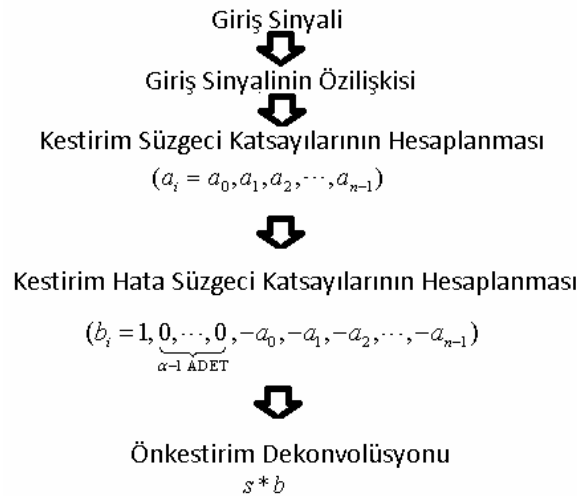 Giriş Sinyali
Giriş Sinyalinin Özilişkisi
Kestirim Süzgeci Katsayılarının Hesaplanması
(a_i = a_0, a_1, a_2, ⋯, a_{n-1})
Kestirim Hata Süzgeci Katsayılarının Hesaplanması
(b_i = 1, 0, ⋯, 0, -a_0, -a_1, -a_2, ⋯, -a_{n-1})
α-1 ADET
Önkestirim Dekonvolüsyonu
s * b